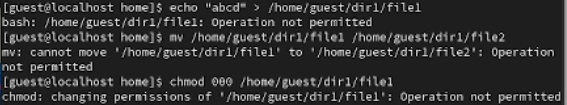 [guest@localhost home]$ echo "abcd" > /home/guest/dir1/file1
bash: /home/guest/dir1/file1: Operation not permitted
[guest@localhost home]$ mv /home/guest/dir1/file1 /home/guest/dir1/file2
mv: cannot move '/home/guest/dir1/file1' to '/home/guest/dir1/file2': Operation
not permitted
[guest@localhost home]$ chmod 000 /home/guest/dir1/file1
chmod: changing permissions of '/home/guest/dir1/file1': Operation not permitted